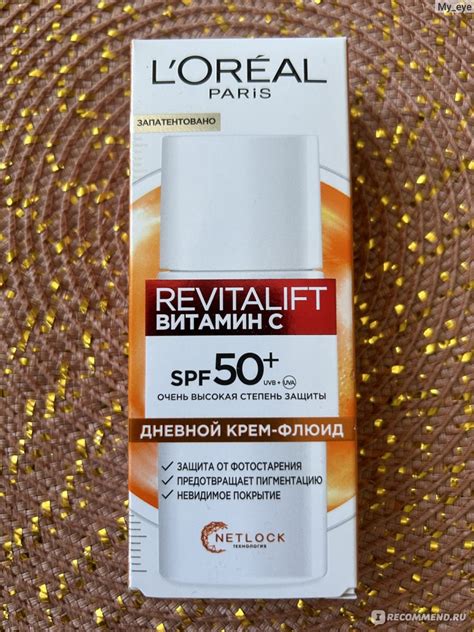 My_eye
L'ORÉAL
PARIS
ЗАПАТЕНТОВАНО
REVITALIFT
ВИТАМИН C
SPF 50+
UVB + UVA
ОЧЕНЬ ВЫСОКАЯ СТЕПЕНЬ ЗАЩИТЫ
ДНЕВНОЙ КРЕМ-ФЛЮИД
✓ ЗАЩИТА ОТ ФОТОСТАРЕНИЯ
✓ ПРЕДОТВРАЩАЕТ ПИГМЕНТАЦИЮ
✓ НЕВИДИМОЕ ПОКРЫТИЕ
NETLOCK
ТЕХНОЛОГИЯ
IRECOMMEND.RU